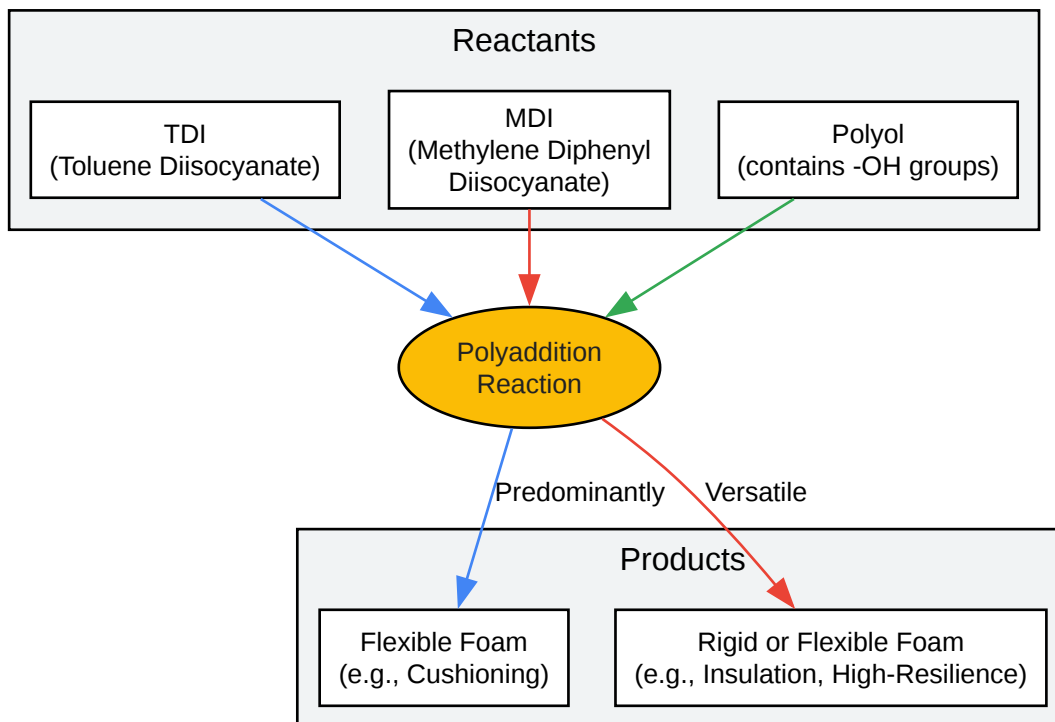 Reactants
TDI
(Toluene Diisocyanate)
MDI
(Methylene Diphenyl
Diisocyanate)
Polyol
(contains -OH groups)
Polyaddition
Reaction
Predominantly
Versatile
Products
Flexible Foam
(e.g., Cushioning)
Rigid or Flexible Foam
(e.g., Insulation, High-Resilience)